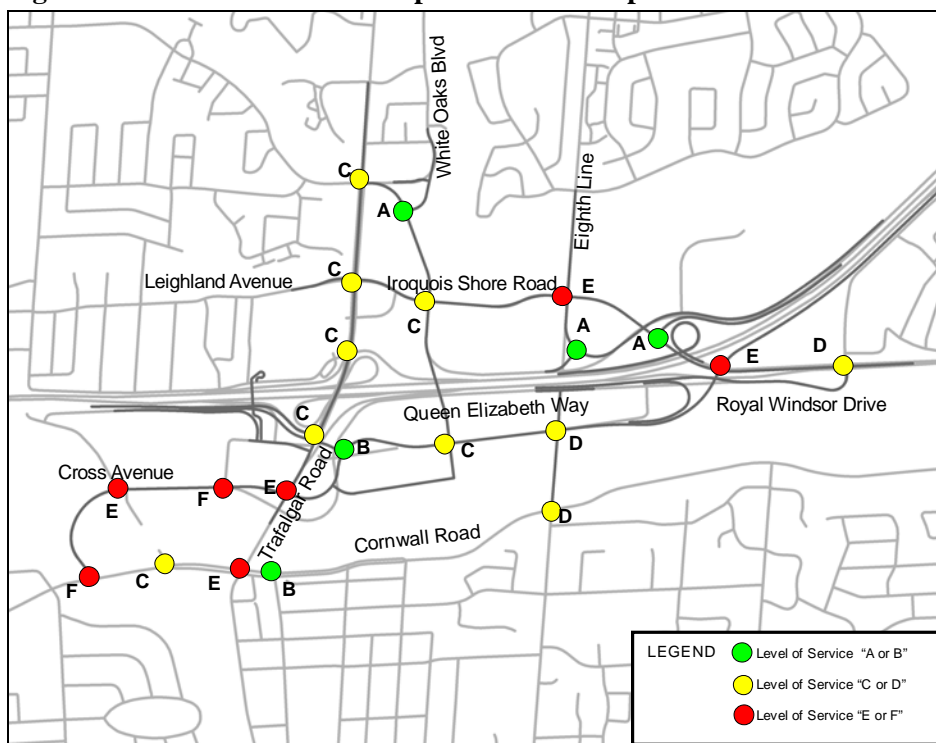 White Oaks Blvd
C
A
Eighth Line
Leighland Avenue
C
Iroquois Shore Road
E
C
A
A
C
E
D
C
Queen Elizabeth Way
Royal Windsor Drive
B
C
D
Cross Avenue
E
F
E
Trafalgar Road
D
Cornwall Road
F
C
E
B
LEGEND
Level of Service "A or B"
Level of Service "C or D"
Level of Service "E or F"